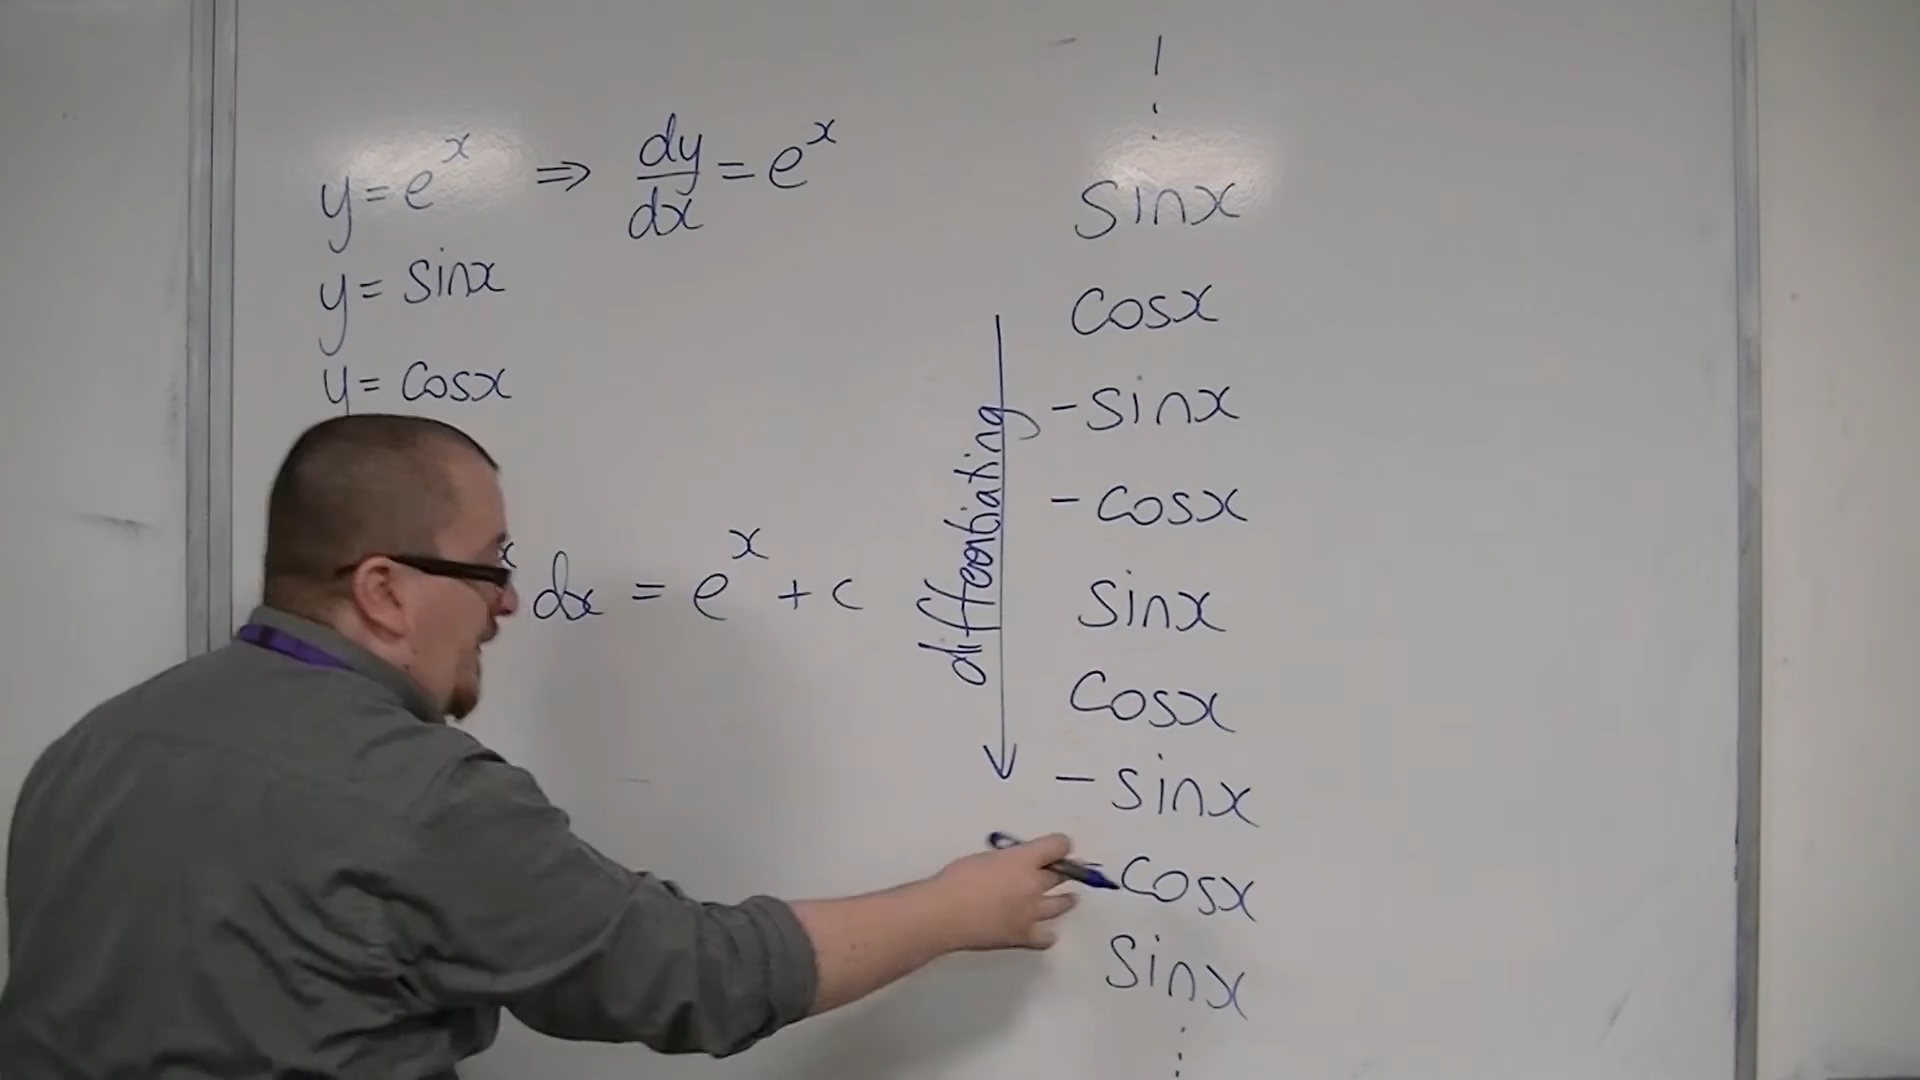 y = e^x ⇒ dy/dx = e^x
y = sinx
y = cosx
dx = e^x + c
differentiating
sinx
cosx
-sinx
-cosx
sinx
cosx
-sinx
-cosx
sinx